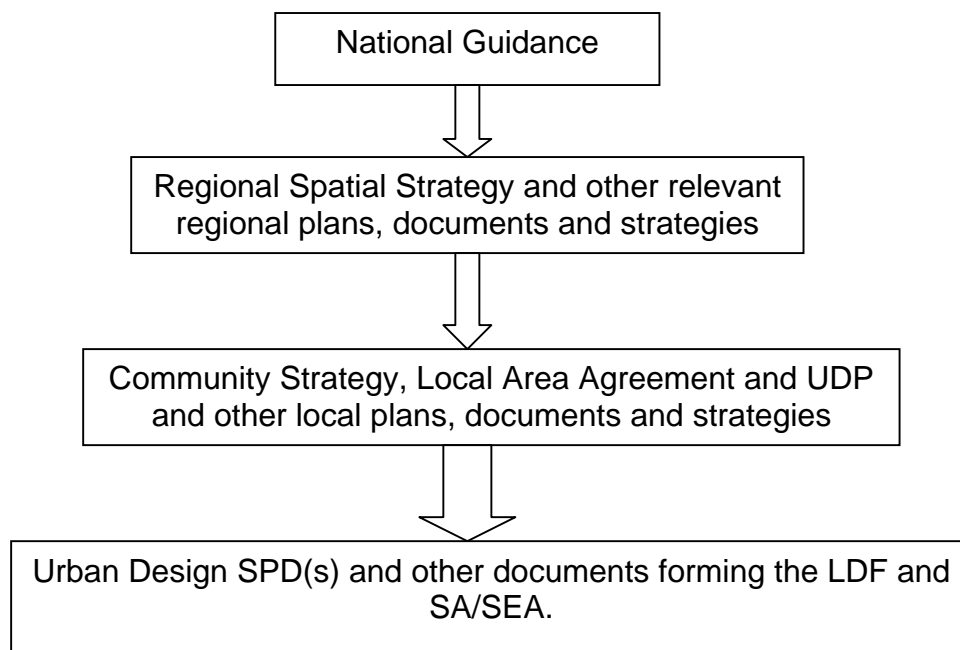 National Guidance
Regional Spatial Strategy and other relevant
regional plans, documents and strategies
Community Strategy, Local Area Agreement and UDP
and other local plans, documents and strategies
Urban Design SPD(s) and other documents forming the LDF and
SA/SEA.